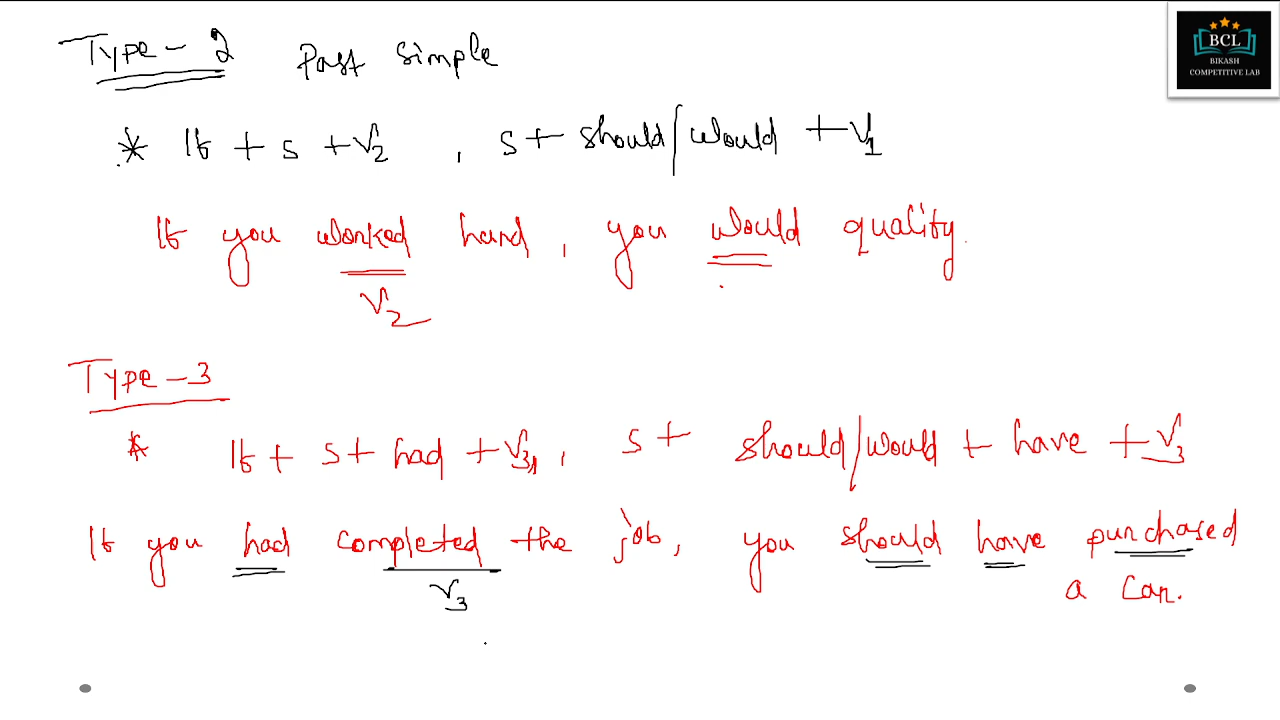 BCL
BIKASH
COMPETITIVE LAB
Type - 2 Past Simple
* If + s + V2 , s + should/would + V1
If you worked hard, you would quality.
V2
Type - 3
* If + s + had + V3, , s + should/would + have + V3
If you had completed the job, you should have purchased
V3
a Car.